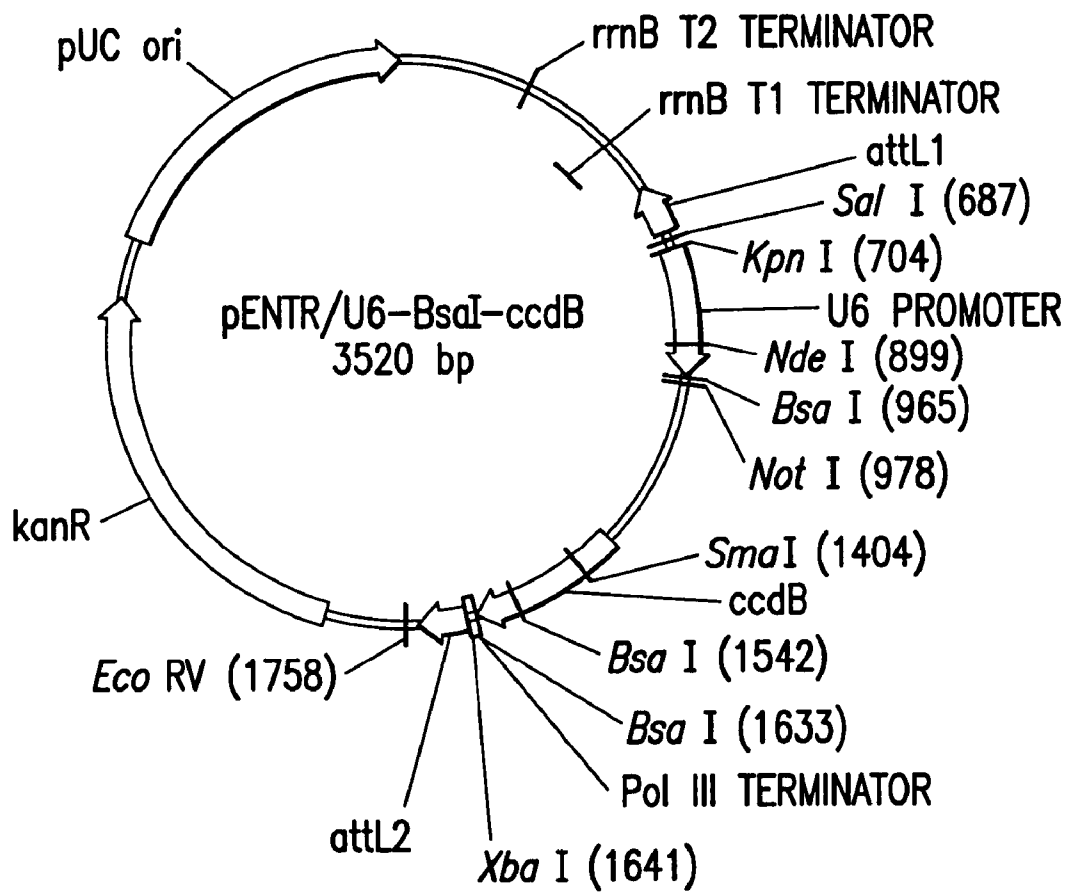 pUC ori
rrnB T2 TERMINATOR
rrnB T1 TERMINATOR
attL1
Sal I (687)
Kpn I (704)
U6 PROMOTER
Nde I (899)
Bsa I (965)
Not I (978)
pENTR/U6-BsaI-ccdB
3520 bp
kanR
SmaI (1404)
ccdB
Bsa I (1542)
Bsa I (1633)
Pol III TERMINATOR
Xba I (1641)
attL2
Eco RV (1758)